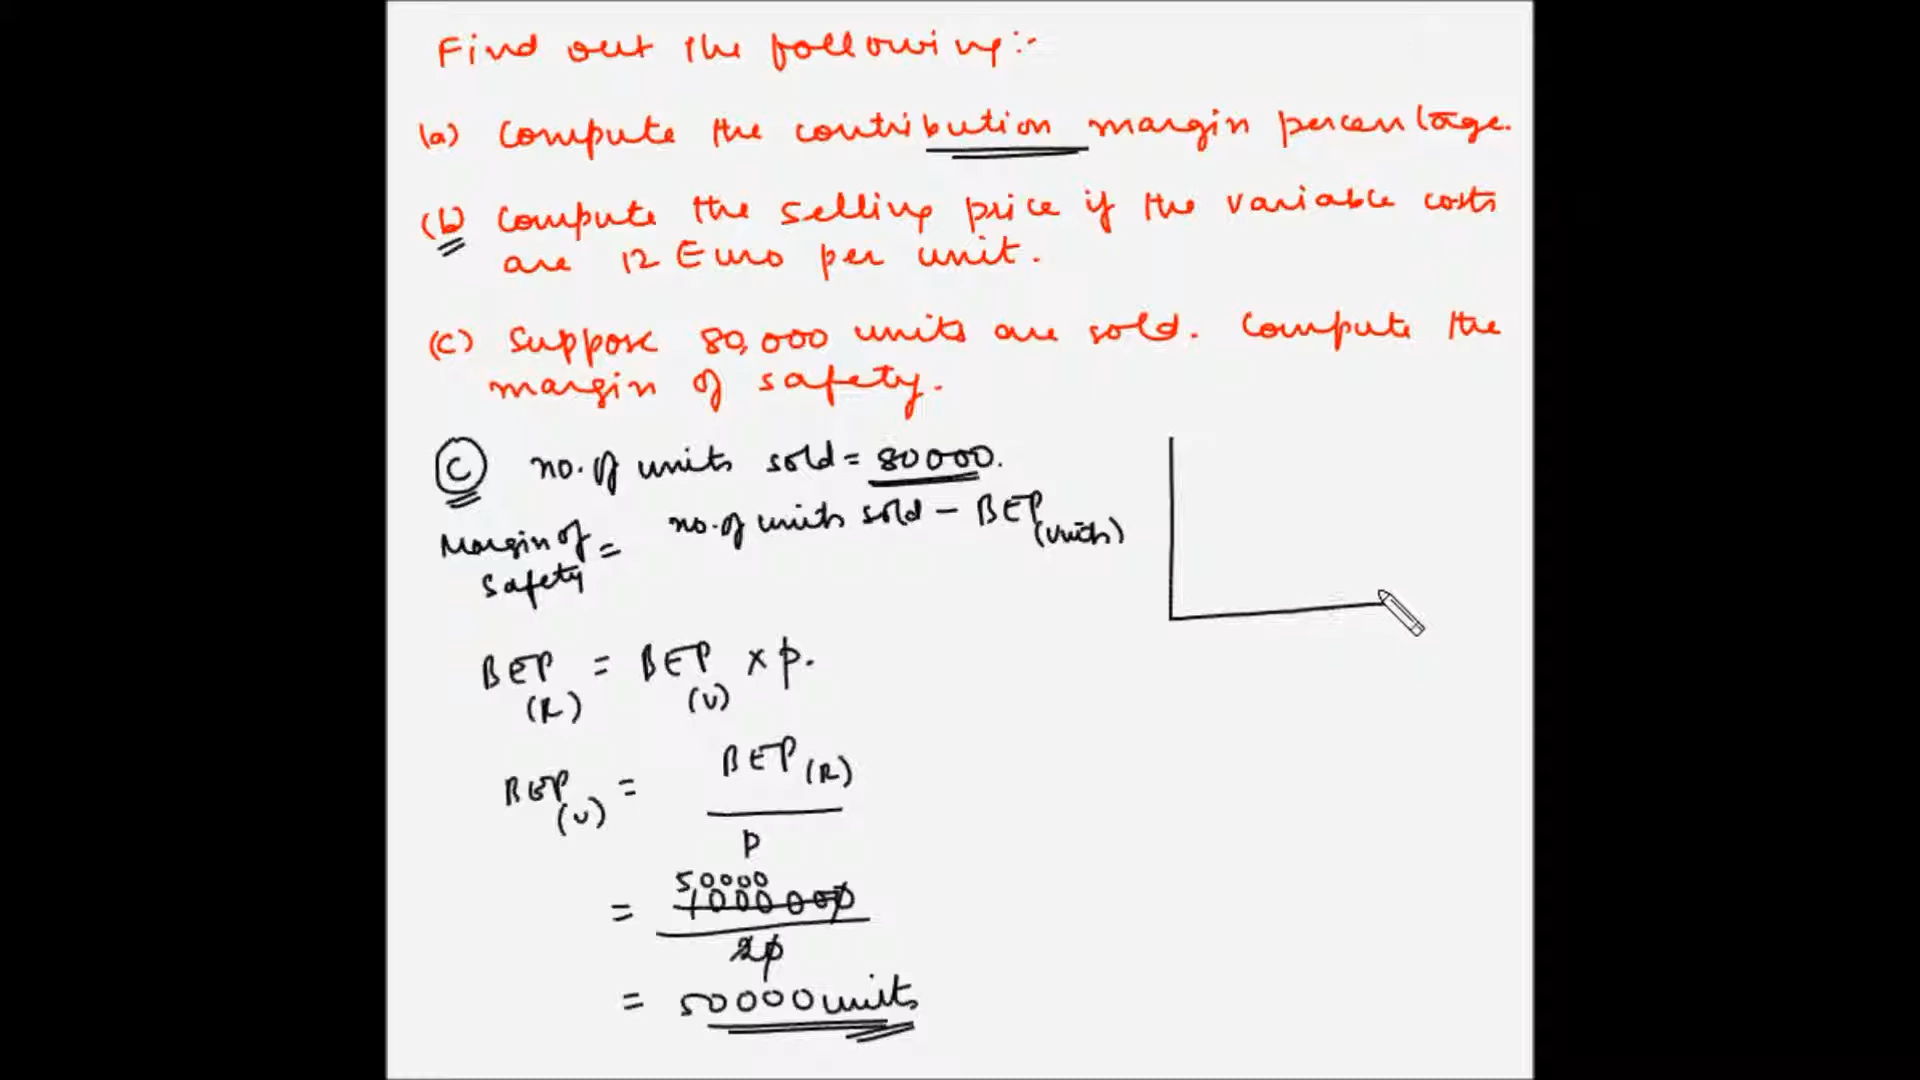 Find out the following:-
(a) Compute the contribution margin percentage.
(b) Compute the selling price if the variable costs
are 12 Euro per unit.
(c) Suppose 80,000 units are sold. Compute the
margin of safety.
(C) no. of units sold = 80000.
Margin of Safety = no. of units sold - BEP (units)
BEP (R) = BEP (U) x p.
BEP (U) = BEP (R)
p
50000
= 1000000
20
= 50000 units